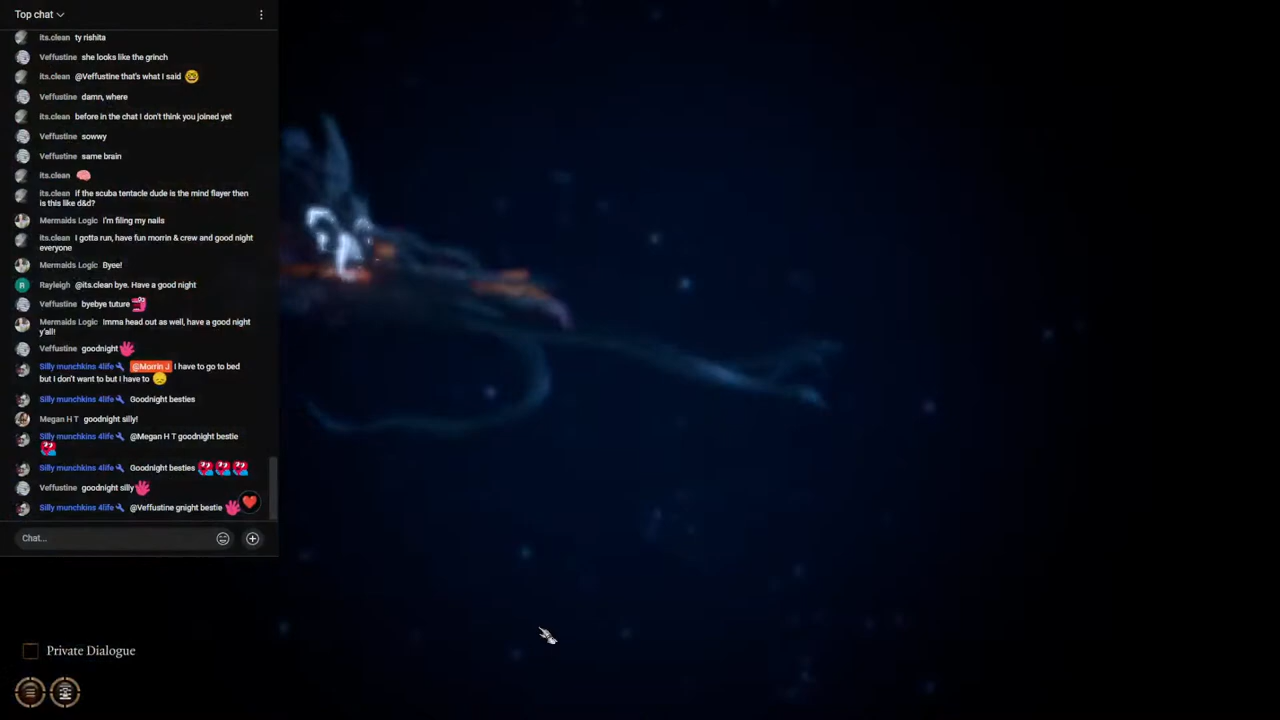 Top chat
its.clean ty rishita
Veffustine she looks like the grinch
its.clean @Veffustine that's what I said
Veffustine damn, where
its.clean before in the chat I don't think you joined yet
Veffustine sowwy
Veffustine same brain
its.clean
its.clean if the scuba tentacle dude is the mind flayer then
is this like d&d?
Mermaids Logic I'm filing my nails
its.clean I gotta run, have fun morrin & crew and good night
everyone
Mermaids Logic Byee!
R Rayleigh @its.clean bye. Have a good night
Veffustine byebye tuture
Mermaids Logic Imma head out as well, have a good night
y'all!
Veffustine goodnight
Silly munchkins 4life @Morrin J I have to go to bed
but I don't want to but I have to
Silly munchkins 4life Goodnight besties
Megan H T goodnight silly!
Silly munchkins 4life @Megan H T goodnight bestie
Silly munchkins 4life Goodnight besties
Veffustine goodnight silly
Silly munchkins 4life @Veffustine gnight bestie
Chat...
Private Dialogue